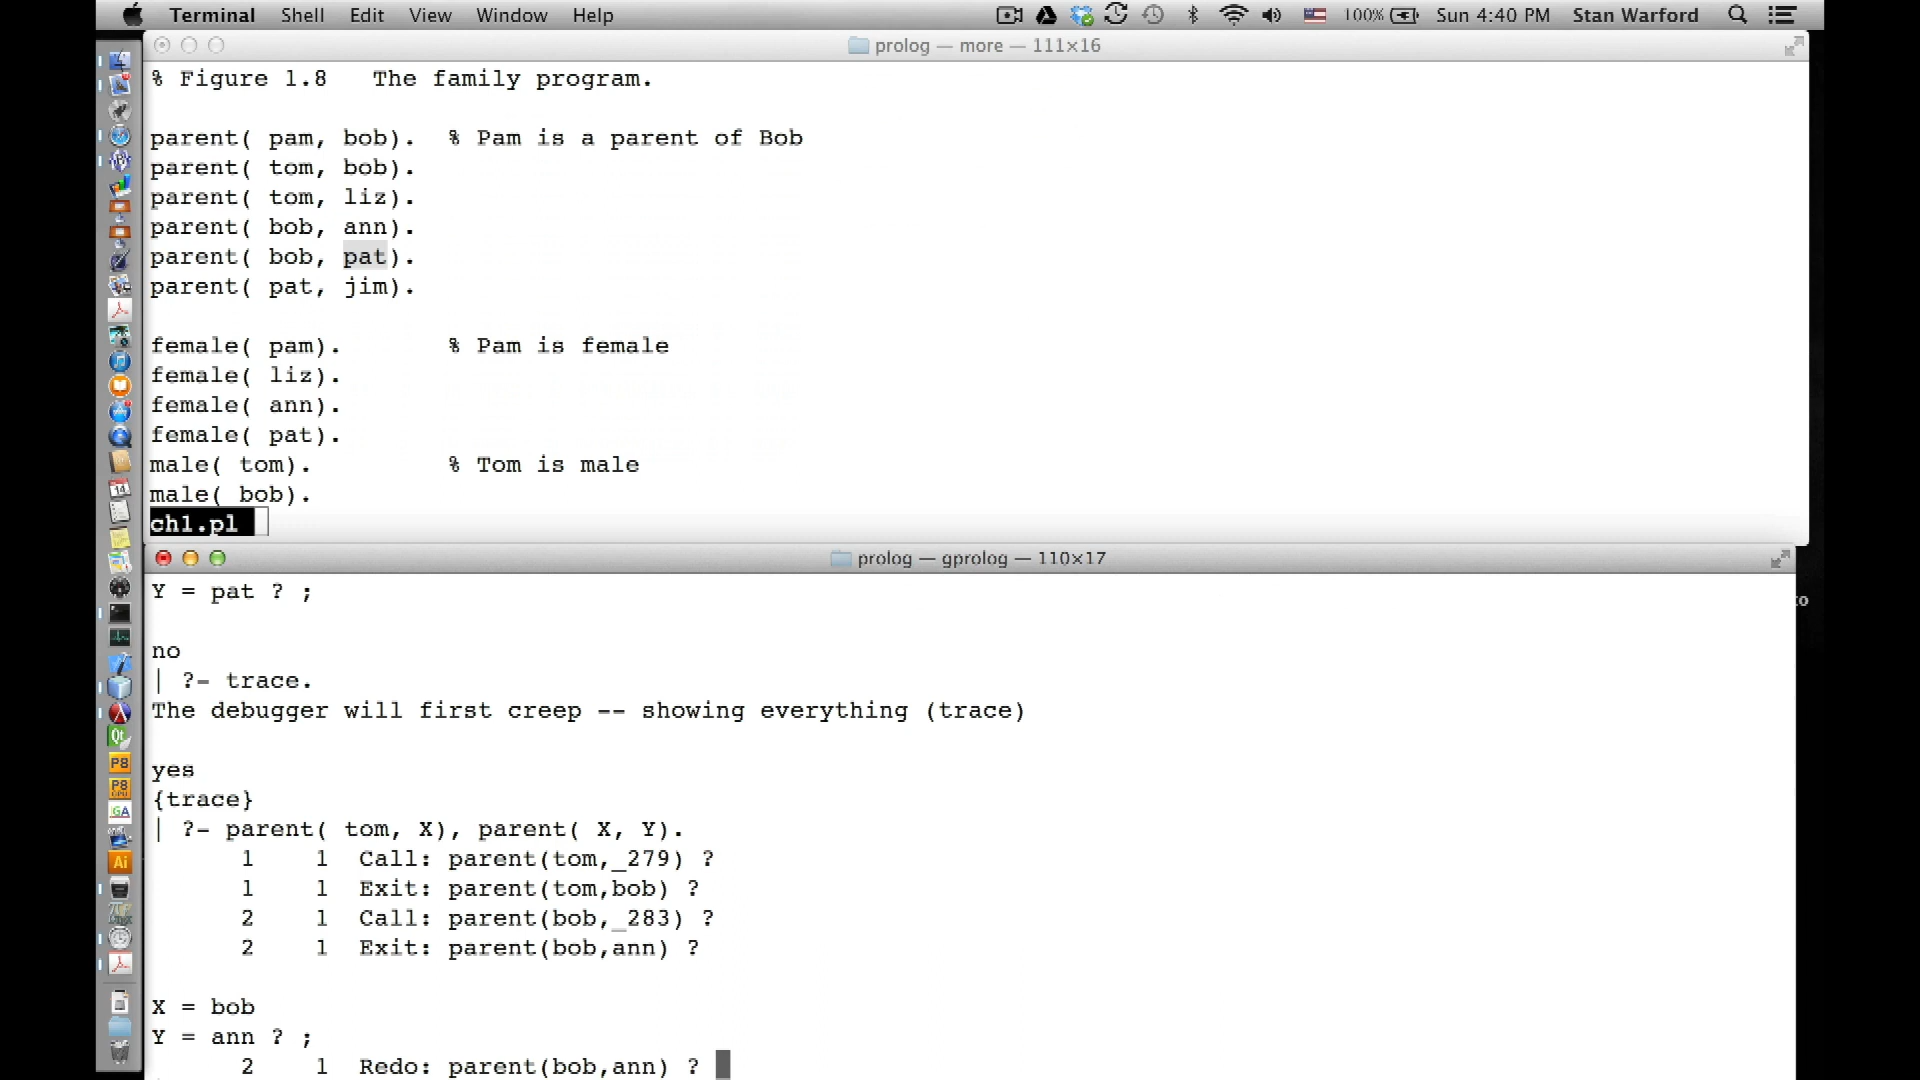 Terminal Shell Edit View Window Help 100% Sun 4:40 PM Stan Warford
prolog — more — 111×16
% Figure 1.8   The family program.
parent( pam, bob).  % Pam is a parent of Bob
parent( tom, bob).
parent( tom, liz).
parent( bob, ann).
parent( bob, pat).
parent( pat, jim).
female( pam).       % Pam is female
female( liz).
female( ann).
female( pat).
male( tom).         % Tom is male
male( bob).
ch1.pl
prolog — gprolog — 110×17
Y = pat ? ;
no
| ?- trace.
The debugger will first creep -- showing everything (trace)
yes
{trace}
| ?- parent( tom, X), parent( X, Y).
      1    1  Call: parent(tom,_279) ?
      1    1  Exit: parent(tom,bob) ?
      2    1  Call: parent(bob,_283) ?
      2    1  Exit: parent(bob,ann) ?
X = bob
Y = ann ? ;
      2    1  Redo: parent(bob,ann) ?
14
Qt
P8
P8
GA
Ai